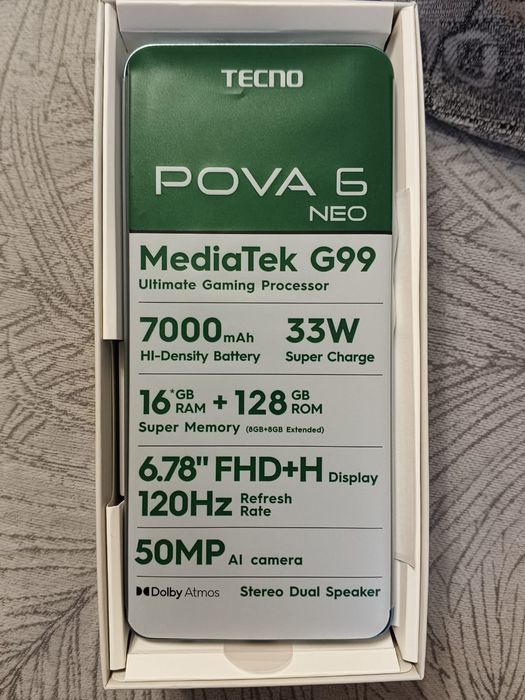 TECNO
POVA 6
NEO
MediaTek G99
Ultimate Gaming Processor
7000mAh 33W
HI-Density Battery Super Charge
16*GB RAM + 128GB ROM
Super Memory (8GB+8GB Extended)
6.78" FHD+H Display
120Hz Refresh Rate
50MP AI camera
Dolby Atmos Stereo Dual Speaker